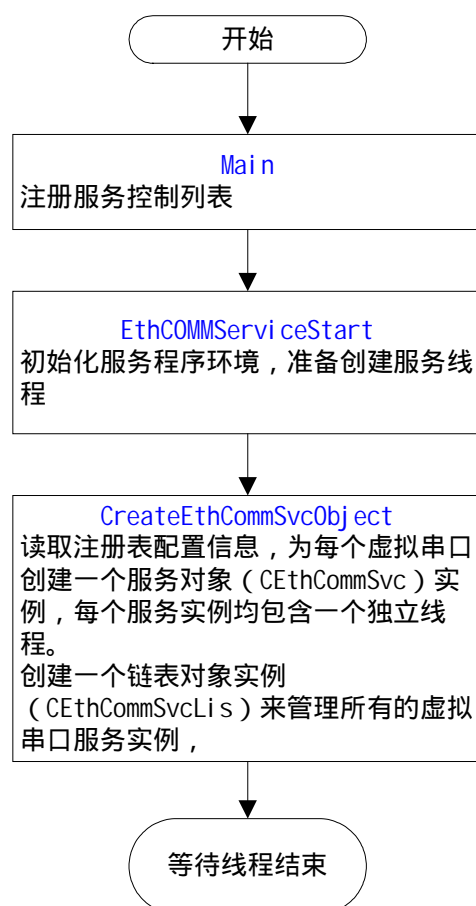 开始
Main
注册服务控制列表
EthCOMMServiceStart
初始化服务程序环境，准备创建服务线
程
CreateEthCommSvcObject
读取注册表配置信息，为每个虚拟串口
创建一个服务对象（CEthCommSvc）实
例，每个服务实例均包含一个独立线
程。
创建一个链表对象实例
（CEthCommSvcLis）来管理所有的虚拟
串口服务实例，
等待线程结束